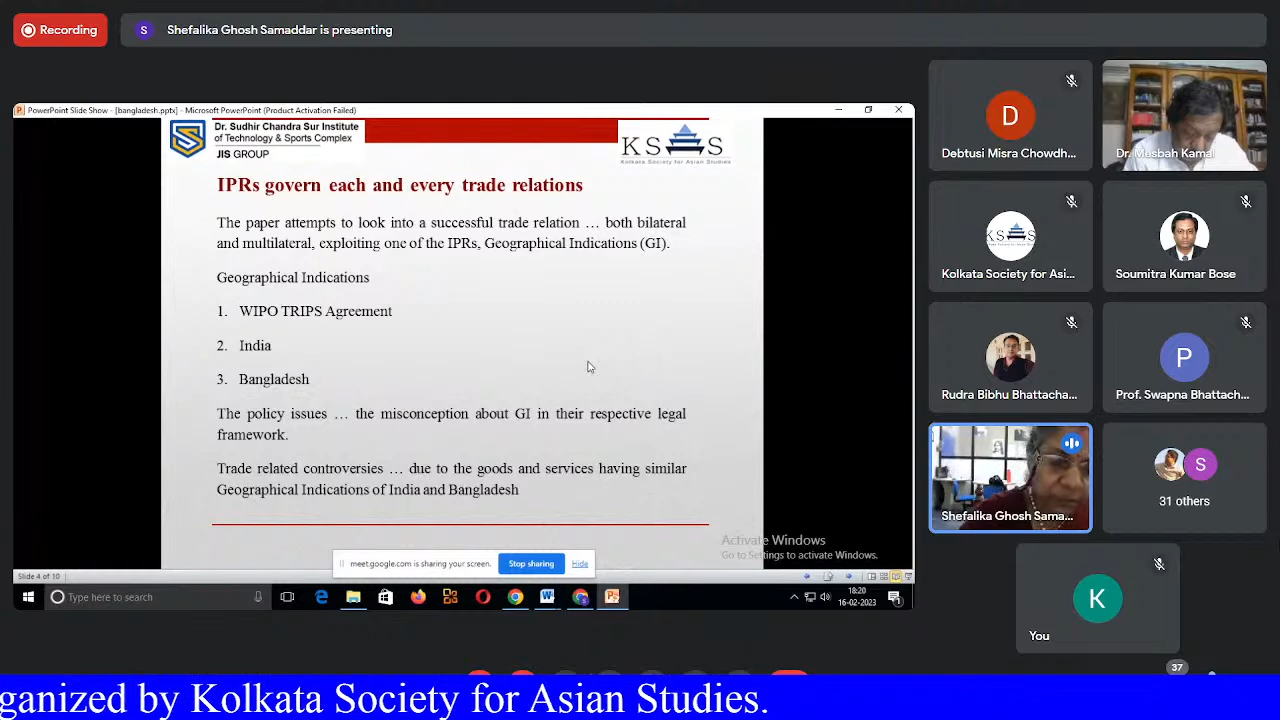 Recording
S
Shefalika Ghosh Samaddar is presenting
PowerPoint Slide Show - [bangladesh.pptx] - Microsoft PowerPoint (Product Activation Failed)
Dr. Sudhir Chandra Sur Institute
of Technology & Sports Complex
JIS GROUP
KS S
Kolkata Society for Asian Studies
IPRs govern each and every trade relations
The paper attempts to look into a successful trade relation … both bilateral
and multilateral, exploiting one of the IPRs, Geographical Indications (GI).
Geographical Indications
1. WIPO TRIPS Agreement
2. India
3. Bangladesh
The policy issues … the misconception about GI in their respective legal
framework.
Trade related controversies … due to the goods and services having similar
Geographical Indications of India and Bangladesh
Activate Windows
Go to Settings to activate Windows.
meet.google.com is sharing your screen.
Stop sharing
Hide
Slide 4 of 10
Type here to search
18:20
16-02-2023
1
D
Debtusi Misra Chowdh...
Dr. Mesbah Kamal
KS S
Kolkata Society for Asi...
Soumitra Kumar Bose
Rudra Bibhu Bhattacha...
P
Prof. Swapna Bhattach...
Shefalika Ghosh Sama...
S
31 others
K
You
37
ganized by Kolkata Society for Asian Studies.